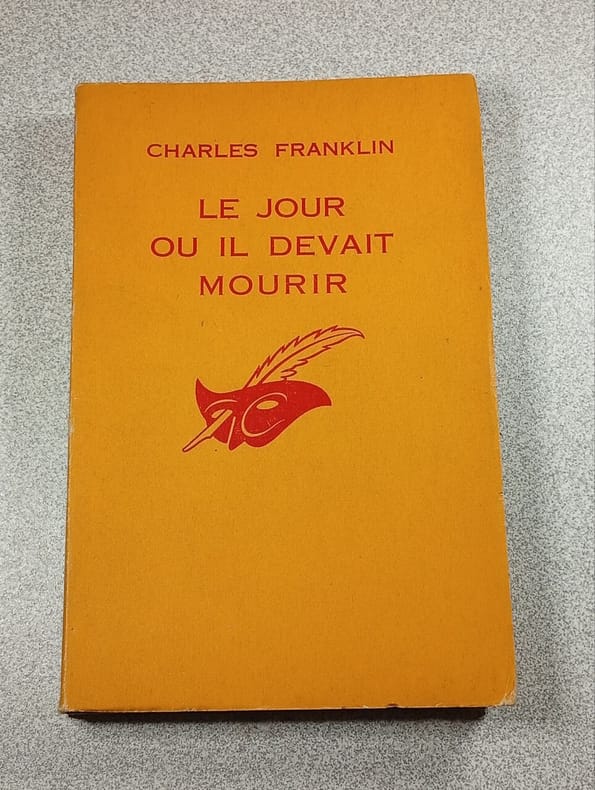 CHARLES FRANKLIN
LE JOUR
OU IL DEVAIT
MOURIR